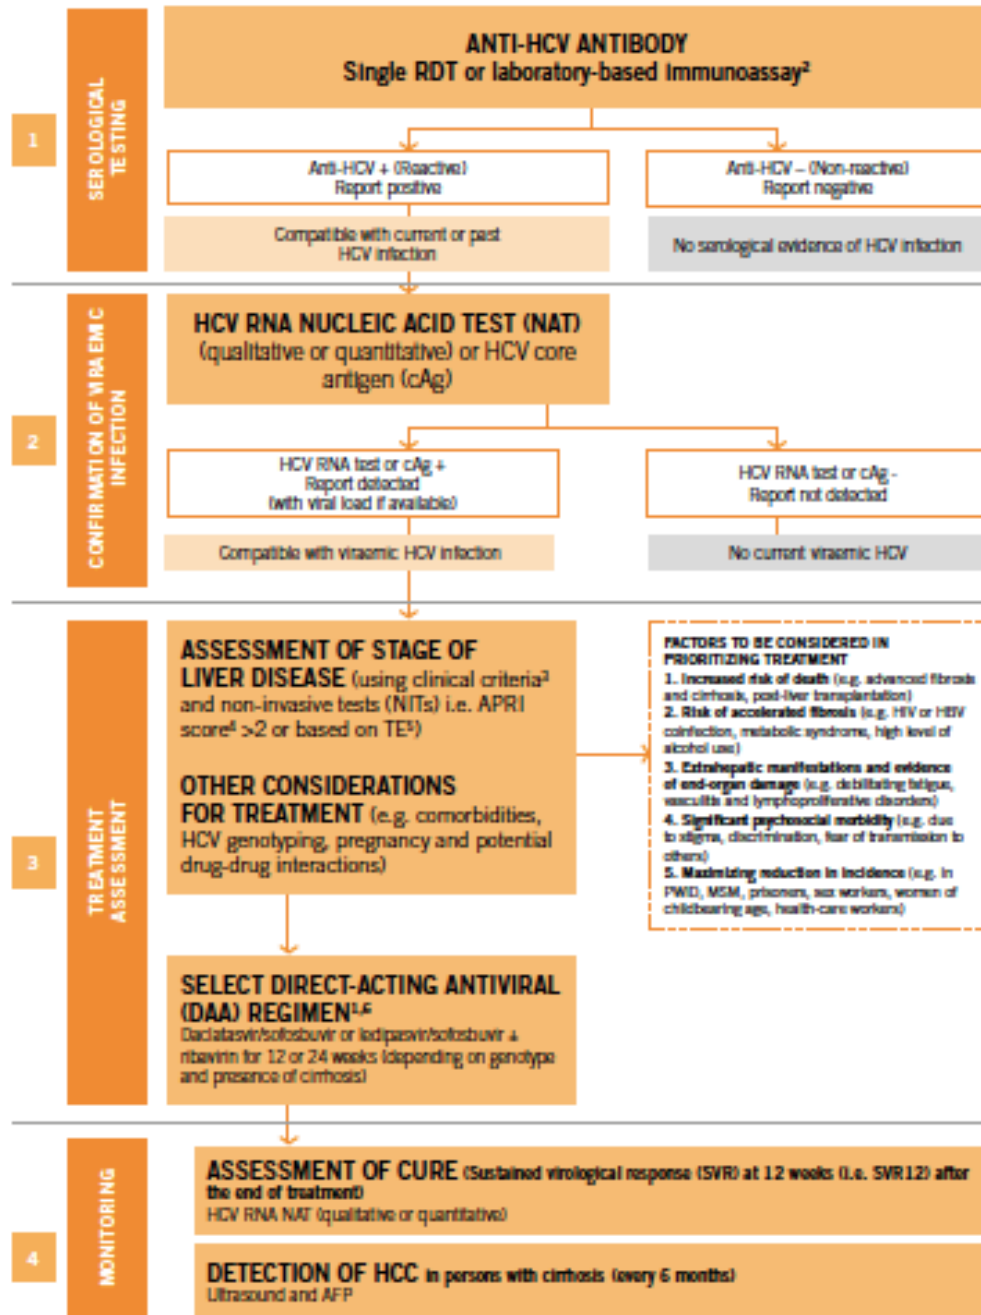 1
SEROLOGICAL
TESTING
ANTI-HCV ANTIBODY
Single RDT or laboratory-based immunoassay²
Anti-HCV + (Reactive)
Report positive
Anti-HCV – (Non-reactive)
Report negative
Compatible with current or past
HCV infection
No serological evidence of HCV infection
2
CONFIRMATION OF VIRAEMIC
INFECTION
HCV RNA NUCLEIC ACID TEST (NAT)
(qualitative or quantitative) or HCV core
antigen (cAg)
HCV RNA test or cAg +
Report detected
(with viral load if available)
HCV RNA test or cAg -
Report not detected
Compatible with viraemic HCV infection
No current viraemic HCV
3
TREATMENT
ASSESSMENT
ASSESSMENT OF STAGE OF
LIVER DISEASE (using clinical criteria³
and non-invasive tests (NITs) i.e. APRI
score⁴ >2 or based on TE⁵)
OTHER CONSIDERATIONS
FOR TREATMENT (e.g. comorbidities,
HCV genotyping, pregnancy and potential
drug-drug interactions)
FACTORS TO BE CONSIDERED IN
PRIORITIZING TREATMENT
1. Increased risk of death (e.g. advanced fibrosis
and cirrhosis, post-liver transplantation)
2. Risk of accelerated fibrosis (e.g. HIV or HBV
coinfection, metabolic syndrome, high level of
alcohol use)
3. Extrahepatic manifestations and evidence
of end-organ damage (e.g. debilitating fatigue,
vasculitis and lymphoproliferative disorders)
4. Significant psychosocial morbidity (e.g. due
to stigma, discrimination, fear of transmission to
others)
5. Maximizing reduction in incidence (e.g. in
PWID, MSM, prisoners, sex workers, women of
childbearing age, health-care workers)
SELECT DIRECT-ACTING ANTIVIRAL
(DAA) REGIMEN¹,⁶
Daclatasvir/sofosbuvir or ledipasvir/sofosbuvir ±
ribavirin for 12 or 24 weeks (depending on genotype
and presence of cirrhosis)
4
MONITORING
ASSESSMENT OF CURE (Sustained virological response (SVR) at 12 weeks (i.e. SVR12) after
the end of treatment)
HCV RNA NAT (qualitative or quantitative)
DETECTION OF HCC in persons with cirrhosis (every 6 months)
Ultrasound and AFP